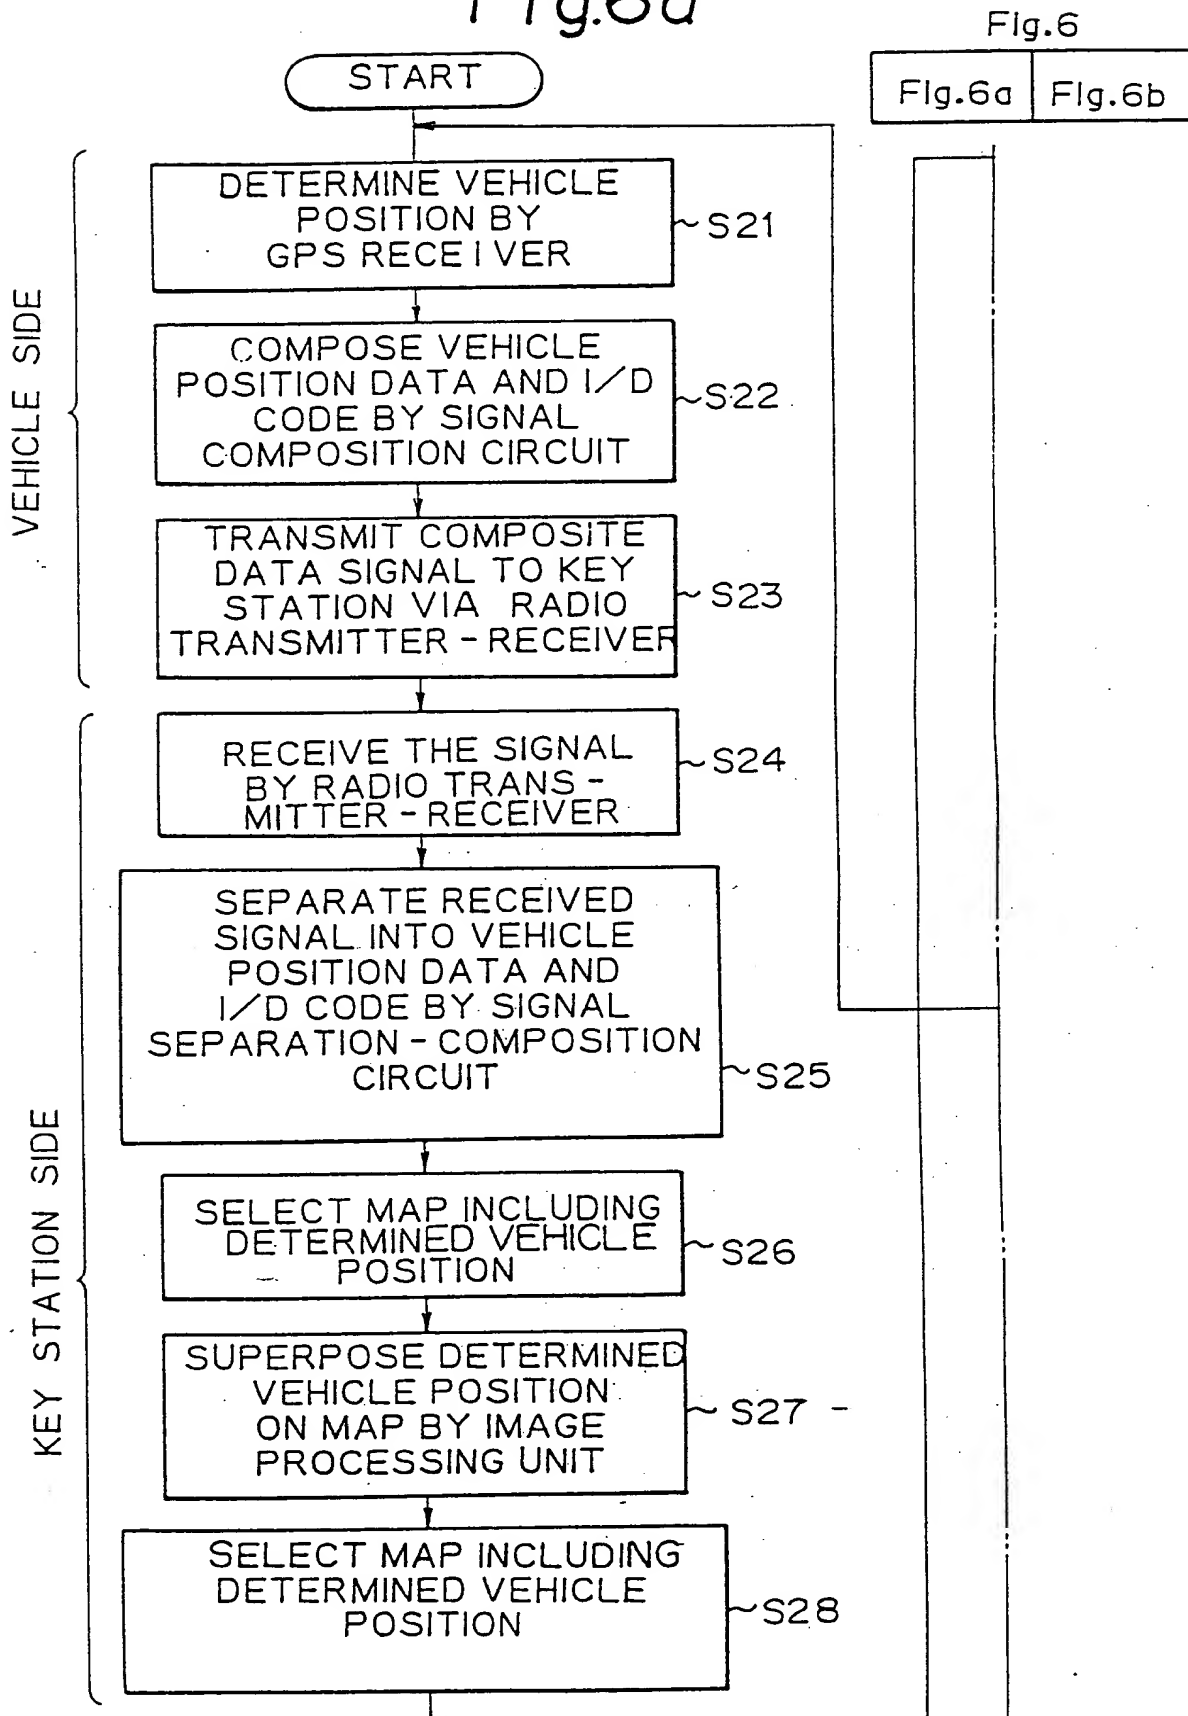 Fig.6a
Fig.6
Fig.6a
Fig.6b
START
VEHICLE SIDE
DETERMINE VEHICLE
POSITION BY
GPS RECEIVER
S21
COMPOSE VEHICLE
POSITION DATA AND I/D
CODE BY SIGNAL
COMPOSITION CIRCUIT
S22
TRANSMIT COMPOSITE
DATA SIGNAL TO KEY
STATION VIA RADIO
TRANSMITTER-RECEIVER
S23
KEY STATION SIDE
RECEIVE THE SIGNAL
BY RADIO TRANS-
MITTER-RECEIVER
S24
SEPARATE RECEIVED
SIGNAL INTO VEHICLE
POSITION DATA AND
I/D CODE BY SIGNAL
SEPARATION-COMPOSITION
CIRCUIT
S25
SELECT MAP INCLUDING
DETERMINED VEHICLE
POSITION
S26
SUPERPOSE DETERMINED
VEHICLE POSITION
ON MAP BY IMAGE
PROCESSING UNIT
S27
SELECT MAP INCLUDING
DETERMINED VEHICLE
POSITION
S28